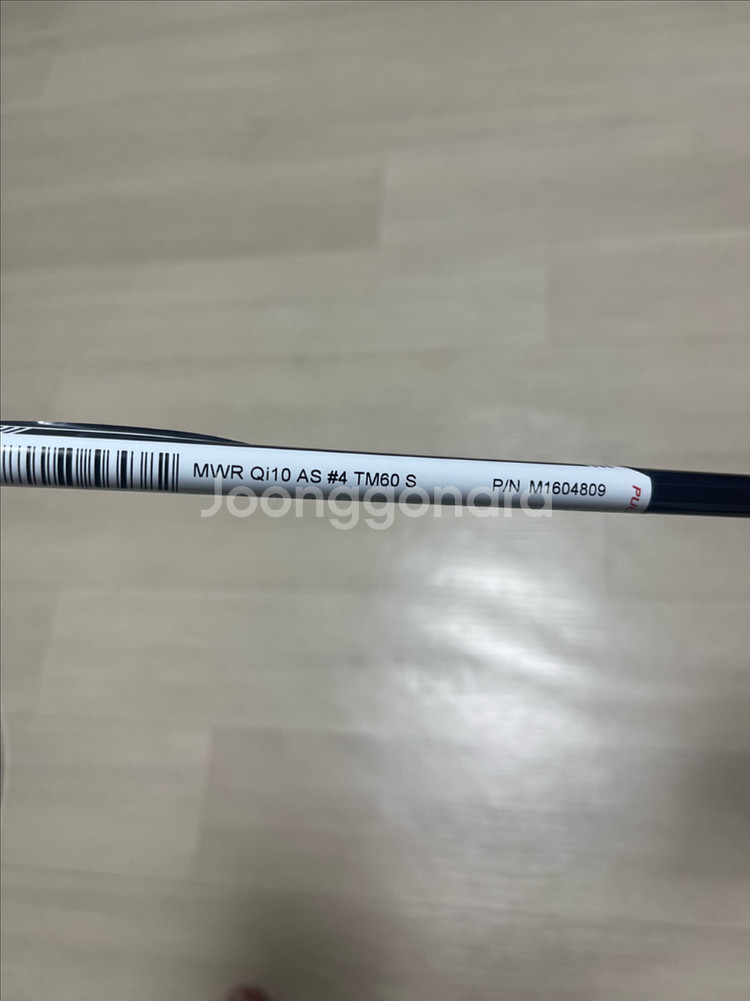 MWR Qi10 AS #4 TM60 S P/N M1604809
Joonggonara